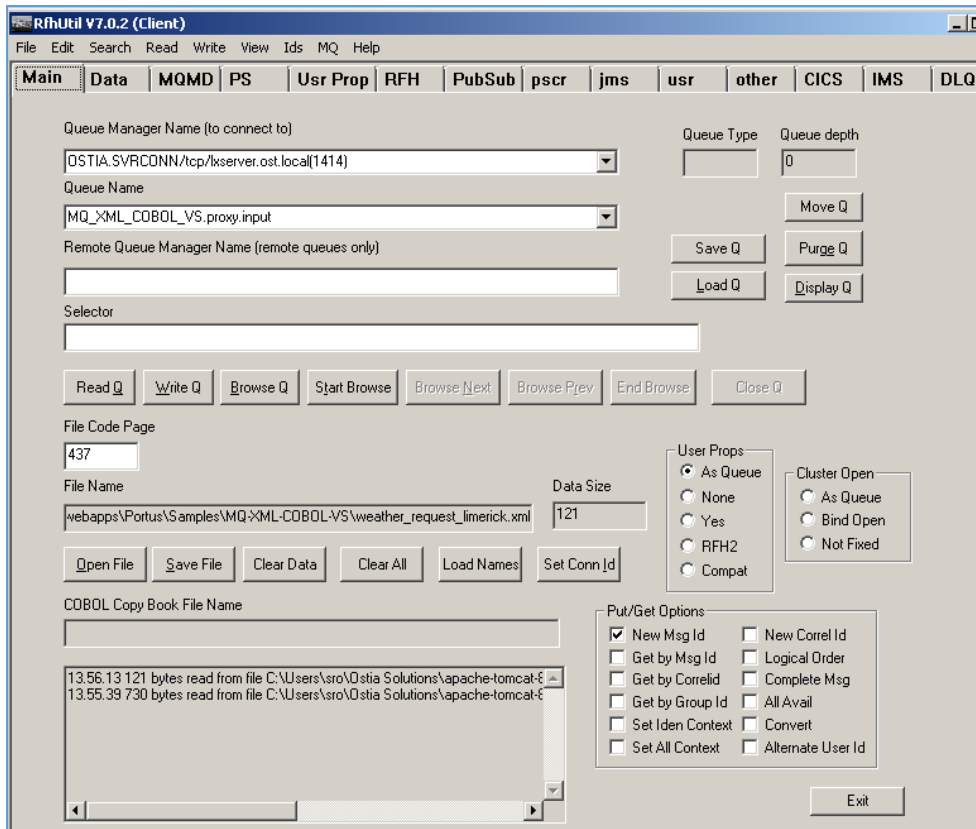 RfhUtil V7.0.2 (Client)
File Edit Search Read Write View Ids MQ Help
Main Data MQMD PS Usr Prop RFH PubSub pscr jms usr other CICS IMS DLQ
Queue Manager Name (to connect to)
Queue Type Queue depth
OSTIA.SVRCONN/tcp/lxserver.ost.local(1414)
0
Queue Name
MQ_XML_COBOL_VS.proxy.input
Move Q
Remote Queue Manager Name (remote queues only)
Save Q Purge Q
Load Q Display Q
Selector
Read Q Write Q Browse Q Start Browse Browse Next Browse Prev End Browse Close Q
File Code Page
437
File Name
Data Size
webapps\Portus\Samples\MQ-XML-COBOL-VS\weather_request_limerick.xml
121
User Props
As Queue
None
Yes
RFH2
Compat
Cluster Open
As Queue
Bind Open
Not Fixed
Open File Save File Clear Data Clear All Load Names Set Conn Id
COBOL Copy Book File Name
13.56.13 121 bytes read from file C:\Users\sro\Ostia Solutions\apache-tomcat-8
13.55.39 730 bytes read from file C:\Users\sro\Ostia Solutions\apache-tomcat-8
Put/Get Options
New Msg Id New Correl Id
Get by Msg Id Logical Order
Get by Correlid Complete Msg
Get by Group Id All Avail
Set Iden Context Convert
Set All Context Alternate User Id
Exit